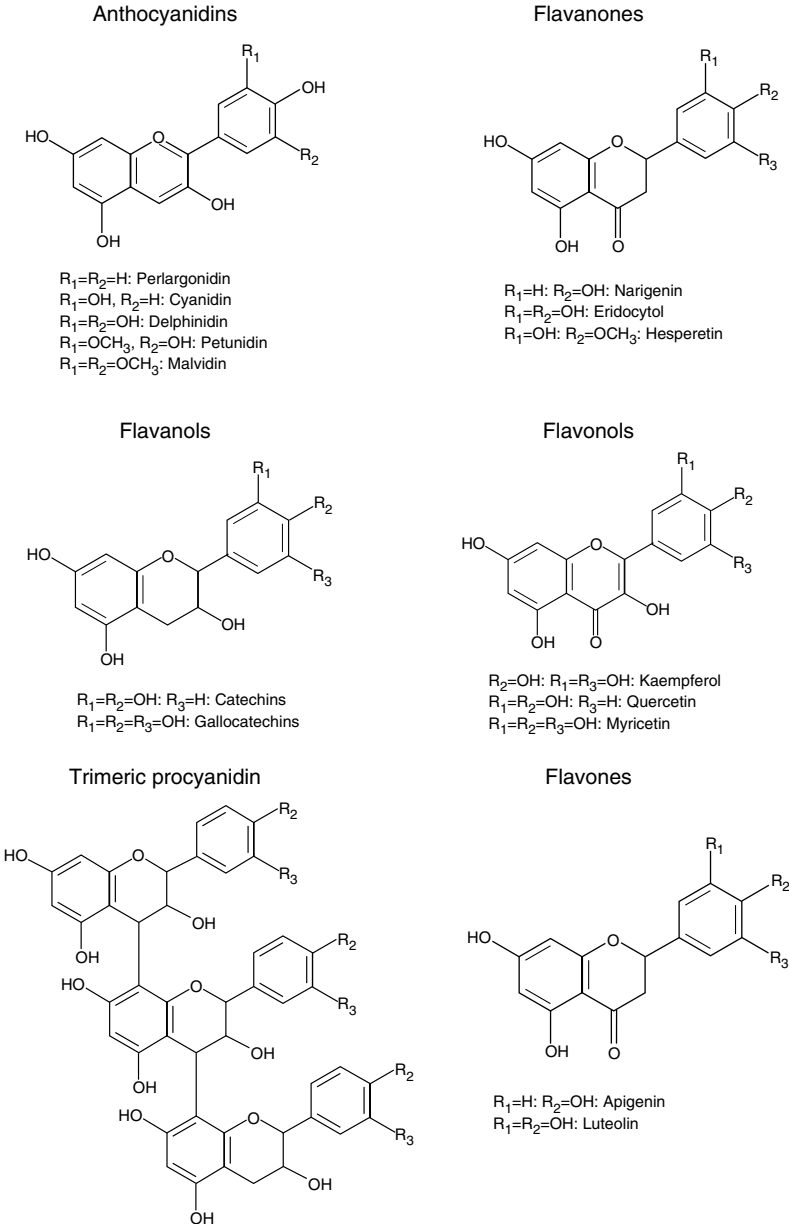 Anthocyanidins
R1
OH
HO
O
R2
OH
OH
R1=R2=H: Perlargonidin
R1=OH, R2=H: Cyanidin
R1=R2=OH: Delphinidin
R1=OCH3, R2=OH: Petunidin
R1=R2=OCH3: Malvidin
Flavanones
R1
R2
HO
O
R3
OH
O
R1=H: R2=OH: Narigenin
R1=R2=OH: Eridocytol
R1=OH: R2=OCH3: Hesperetin
Flavanols
R1
R2
HO
O
R3
OH
OH
R1=R2=OH: R3=H: Catechins
R1=R2=R3=OH: Gallocatechins
Flavonols
R1
R2
HO
O
R3
OH
OH
O
R2=OH: R1=R3=OH: Kaempferol
R1=R2=OH: R3=H: Quercetin
R1=R2=R3=OH: Myricetin
Trimeric procyanidin
R2
HO
O
R3
OH
OH
R2
HO
O
R3
OH
OH
R2
HO
O
R3
OH
OH
Flavones
R1
R2
HO
O
R3
OH
O
R1=H: R2=OH: Apigenin
R1=R2=OH: Luteolin